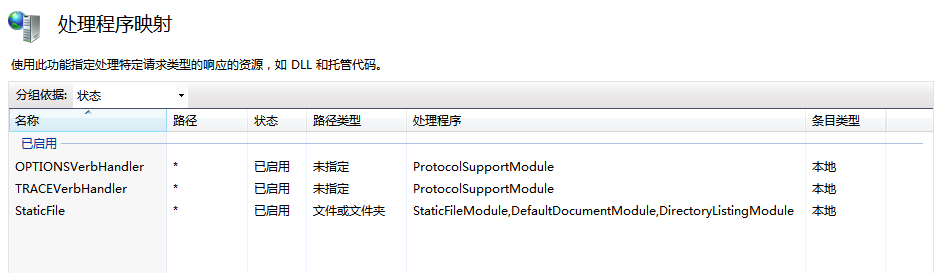 处理程序映射
使用此功能指定处理特定请求类型的响应的资源，如 DLL 和托管代码。
分组依据: 状态
名称 路径 状态 路径类型 处理程序 条目类型
已启用
OPTIONSVerbHandler * 已启用 未指定 ProtocolSupportModule 本地
TRACEVerbHandler * 已启用 未指定 ProtocolSupportModule 本地
StaticFile * 已启用 文件或文件夹 StaticFileModule,DefaultDocumentModule,DirectoryListingModule 本地